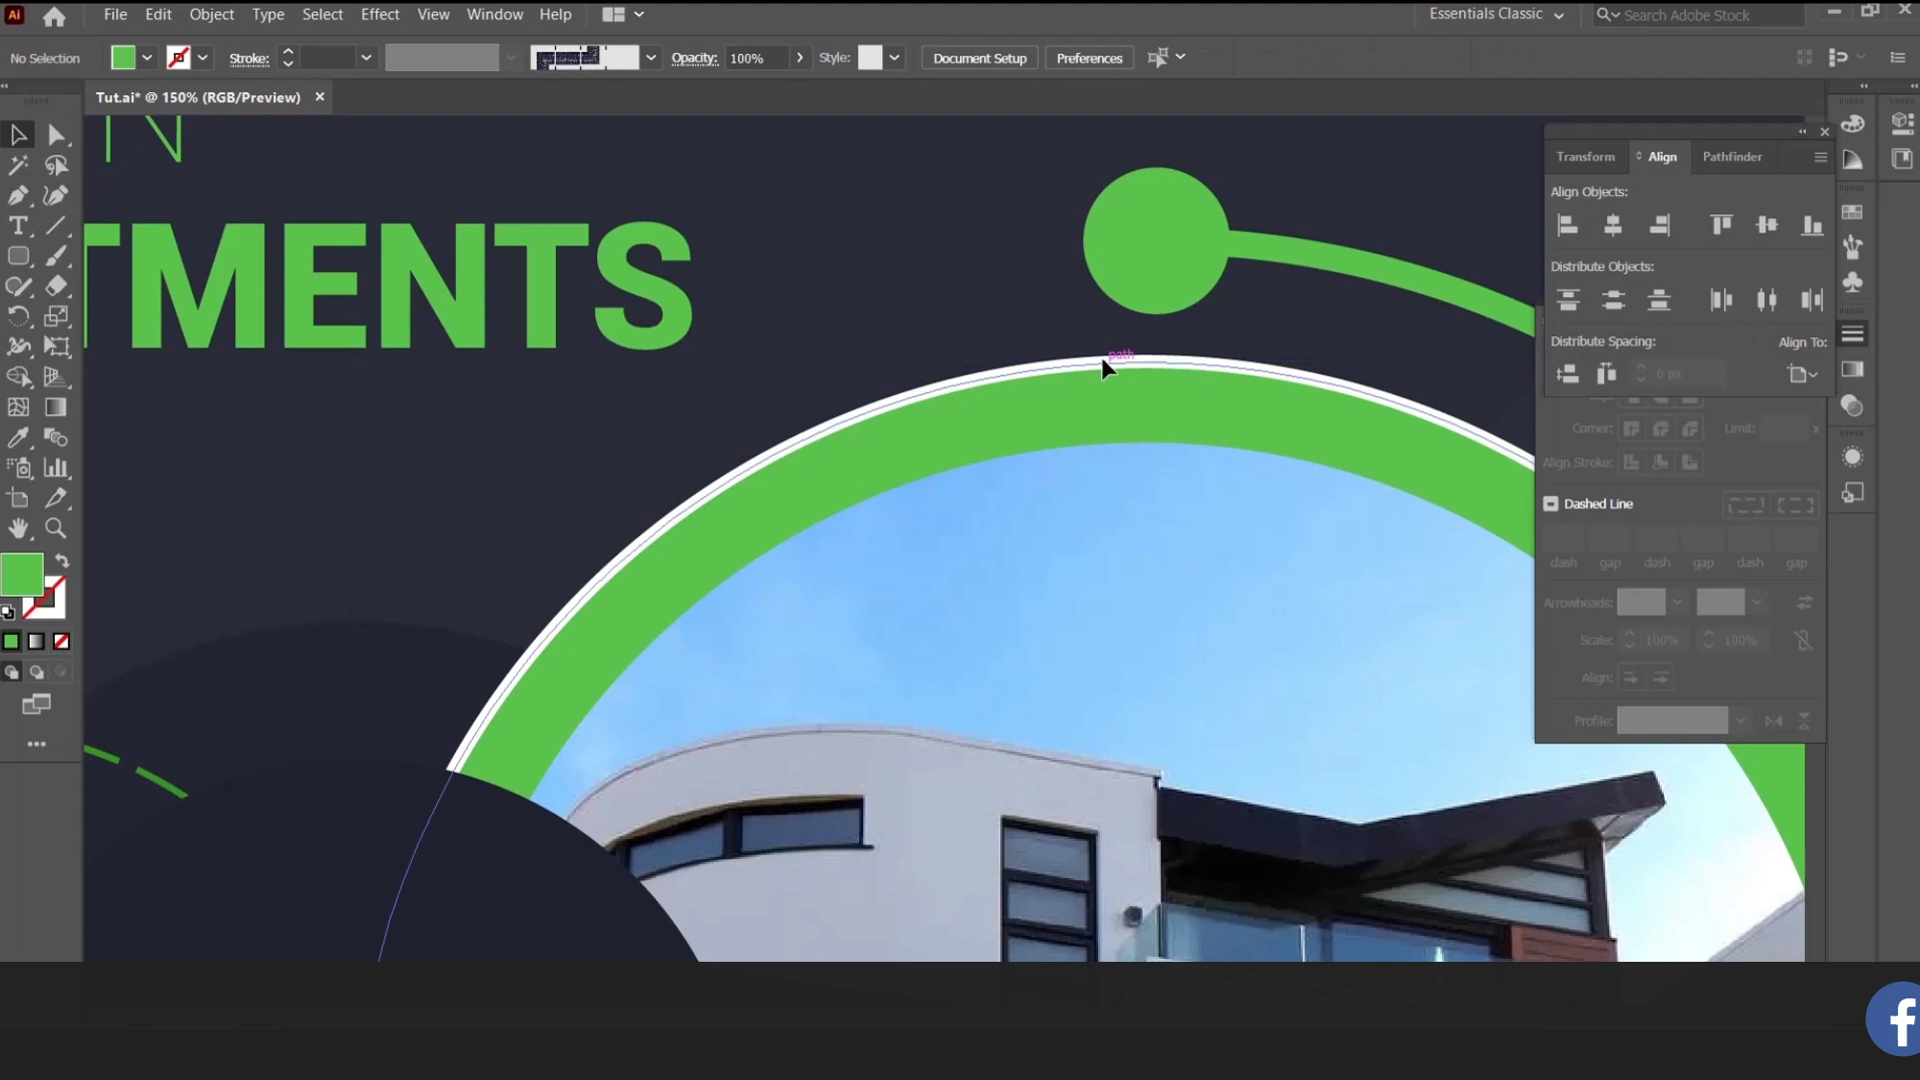 Ai File Edit Object Type Select Effect View Window Help Essentials Classic Search Adobe Stock
No Selection Stroke: Opacity: 100% Style: Document Setup Preferences
Tut.ai* @ 150% (RGB/Preview)
N
TMENTS
path
Transform Align Pathfinder
Align Objects:
Distribute Objects:
Distribute Spacing: Align To:
0 px
Corner: Limit: x
Align Stroke:
Dashed Line
dash gap dash gap dash gap
Arrowheads:
Scale: 100% 100%
Align:
Profile:
f